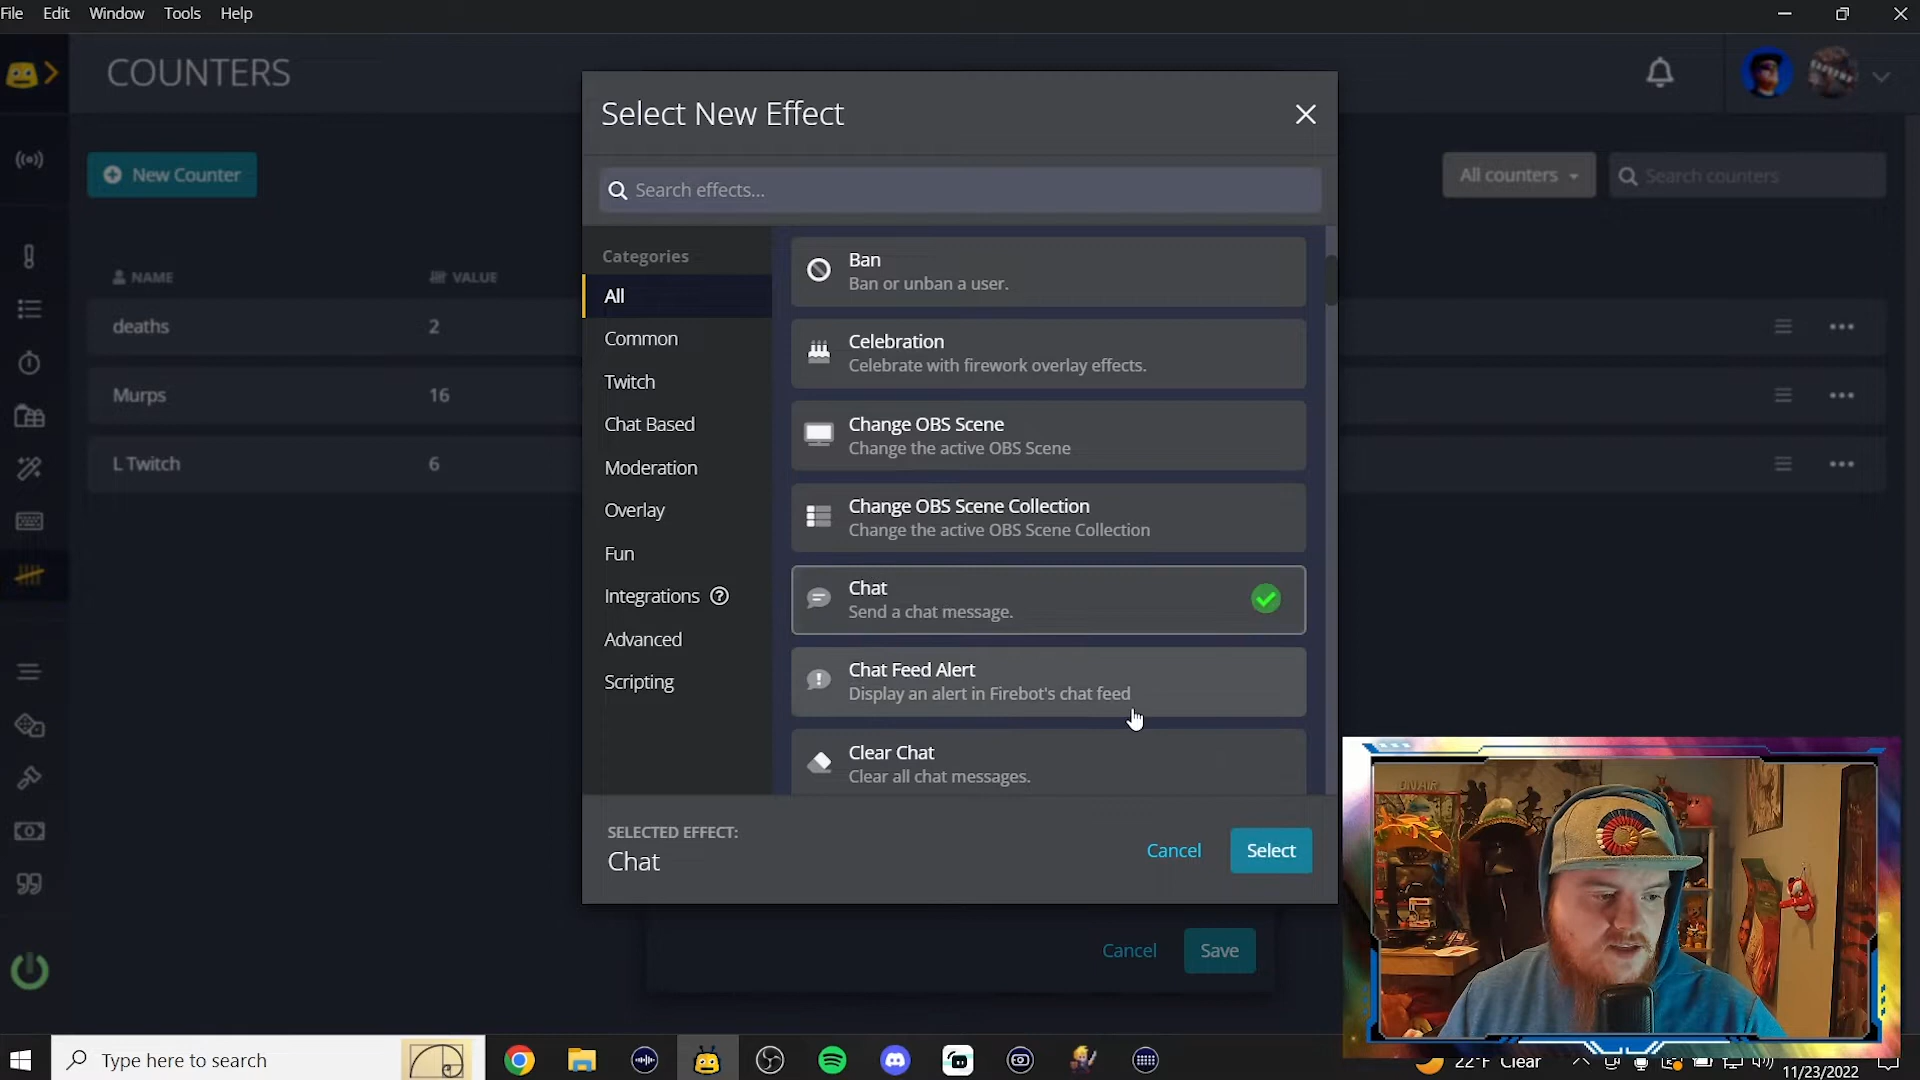 File Edit Window Tools Help
COUNTERS
New Counter
All counters
Search counters
NAME VALUE
deaths 2
Murps 16
L Twitch 6
Select New Effect
Search effects...
Categories
All
Common
Twitch
Chat Based
Moderation
Overlay
Fun
Integrations
Advanced
Scripting
Ban
Ban or unban a user.
Celebration
Celebrate with firework overlay effects.
Change OBS Scene
Change the active OBS Scene
Change OBS Scene Collection
Change the active OBS Scene Collection
Chat
Send a chat message.
Chat Feed Alert
Display an alert in Firebot's chat feed
Clear Chat
Clear all chat messages.
SELECTED EFFECT:
Chat
Cancel
Select
Cancel
Save
ON AIR
Type here to search
22°F Clear
11/23/2022